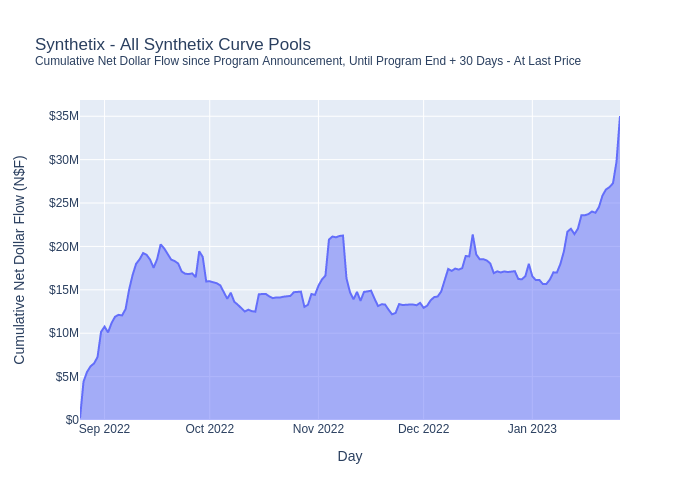 Synthetix - All Synthetix Curve Pools
Cumulative Net Dollar Flow since Program Announcement, Until Program End + 30 Days - At Last Price
Cumulative Net Dollar Flow (N$F)
$35M
$30M
$25M
$20M
$15M
$10M
$5M
$0
Sep 2022
Oct 2022
Nov 2022
Dec 2022
Jan 2023
Day